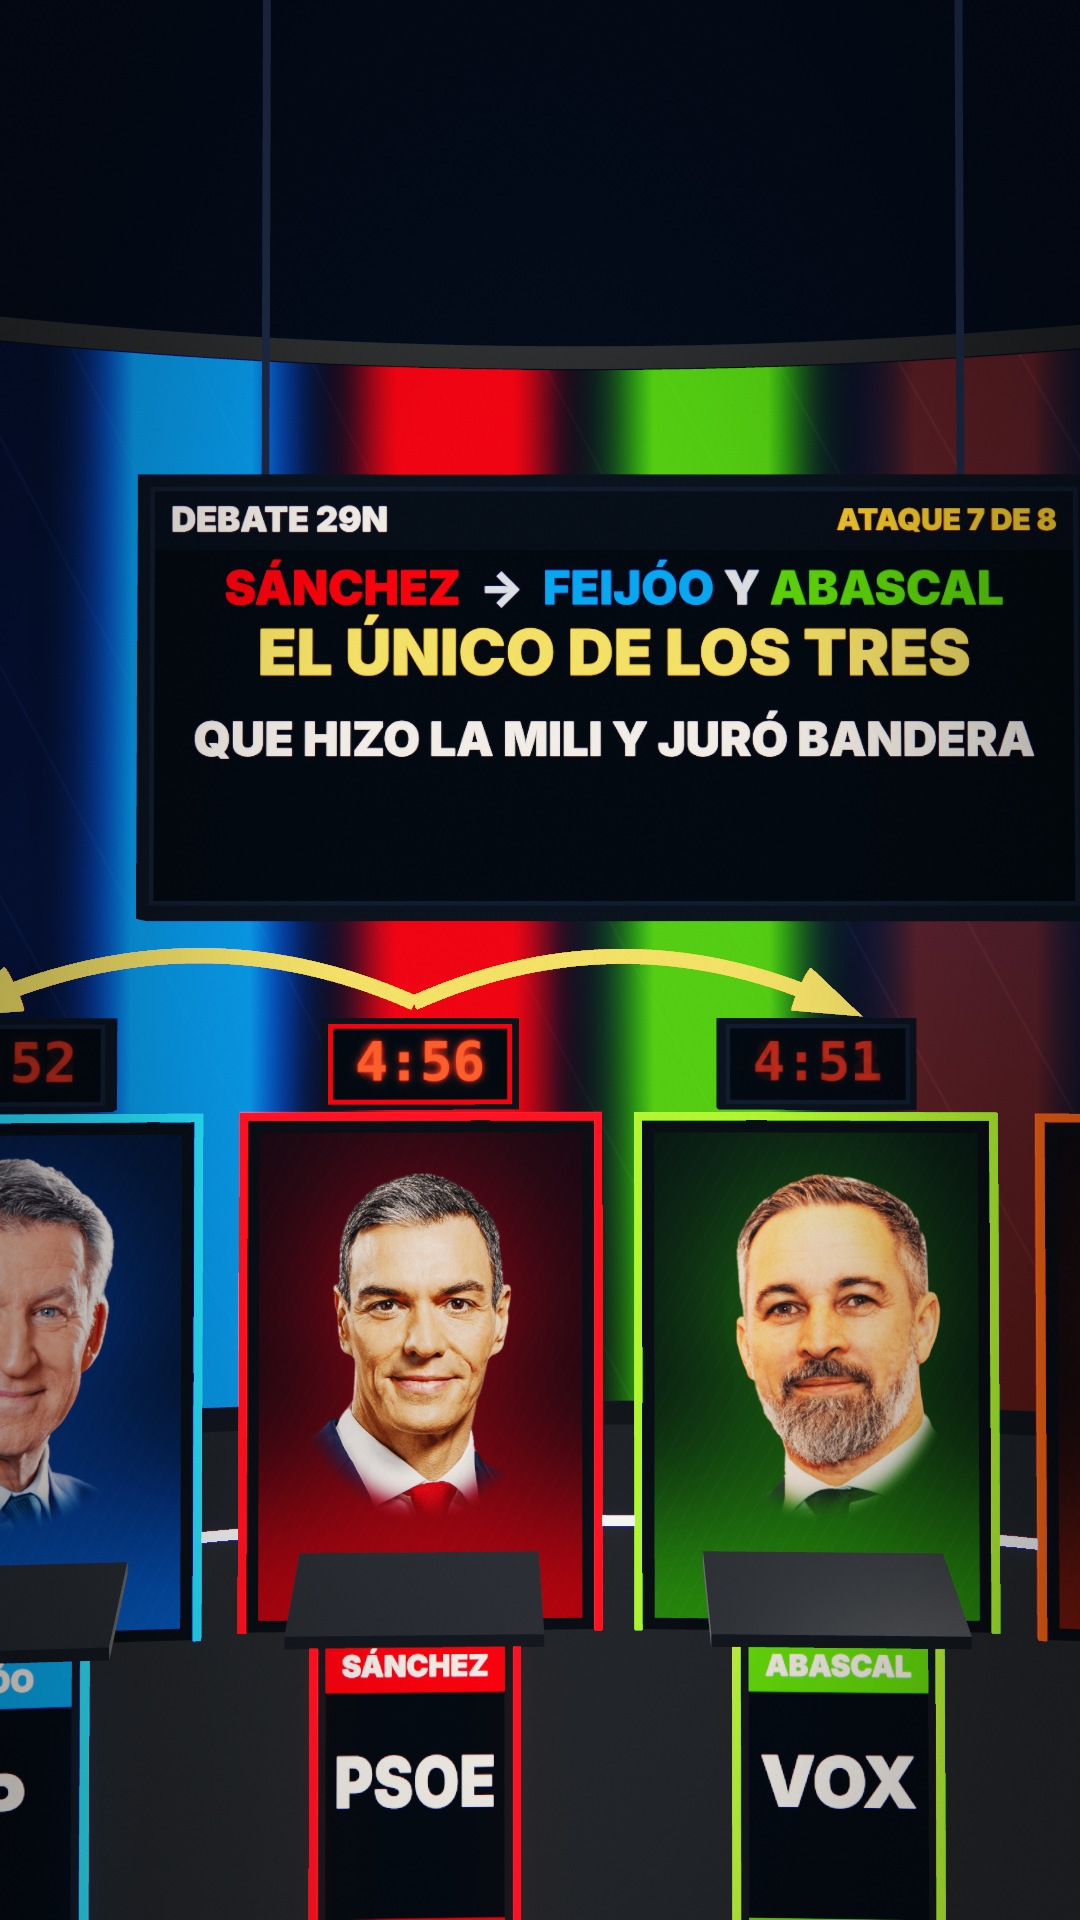 DEBATE 29N
ATAQUE 7 DE 8
SÁNCHEZ → FEIJÓO Y ABASCAL
EL ÚNICO DE LOS TRES
QUE HIZO LA MILI Y JURÓ BANDERA
52
4:56
4:51
ÓO
SÁNCHEZ
ABASCAL
PSOE
VOX